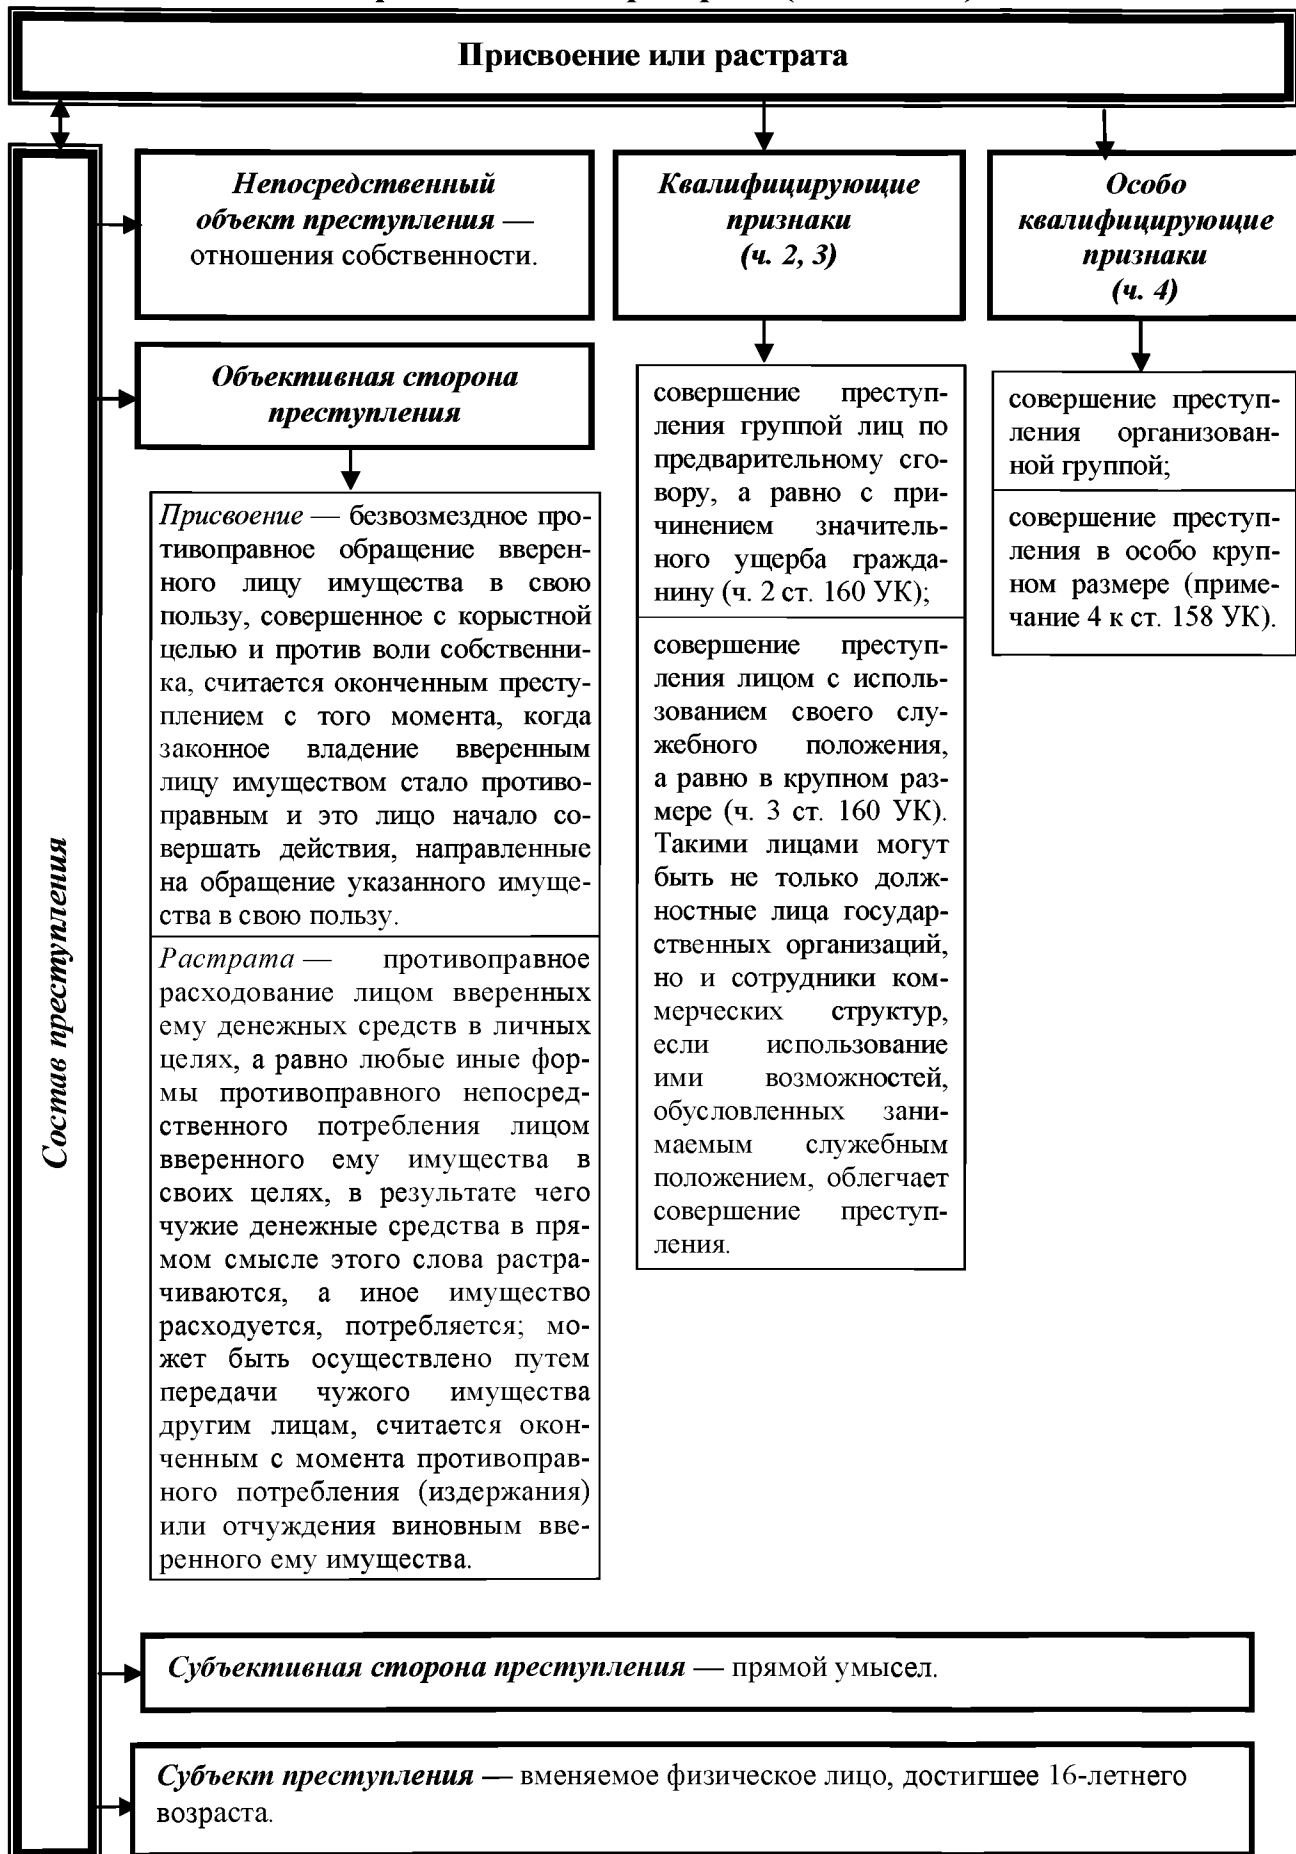 Присвоение или растрата
Состав преступления
Непосредственный
объект преступления —
отношения собственности.
Объективная сторона
преступления
Присвоение — безвозмездное про-
тивоправное обращение вверен-
ного лицу имущества в свою
пользу, совершенное с корыстной
целью и против воли собственни-
ка, считается оконченным престу-
плением с того момента, когда
законное владение вверенным
лицу имуществом стало противо-
правным и это лицо начало со-
вершать действия, направленные
на обращение указанного имуще-
ства в свою пользу.
Растрата — противоправное
расходование лицом вверенных
ему денежных средств в личных
целях, а равно любые иные фор-
мы противоправного непосред-
ственного потребления лицом
вверенного ему имущества в
своих целях, в результате чего
чужие денежные средства в пря-
мом смысле этого слова растра-
чиваются, а иное имущество
расходуется, потребляется; мо-
жет быть осуществлено путем
передачи чужого имущества
другим лицам, считается окон-
ченным с момента противоправ-
ного потребления (издержания)
или отчуждения виновным вве-
ренного ему имущества.
Квалифицирующие
признаки
(ч. 2, 3)
совершение преступ-
ления группой лиц по
предварительному сго-
вору, а равно с при-
чинением значитель-
ного ущерба гражда-
нину (ч. 2 ст. 160 УК);
совершение преступ-
ления лицом с исполь-
зованием своего слу-
жебного положения,
а равно в крупном раз-
мере (ч. 3 ст. 160 УК).
Такими лицами могут
быть не только долж-
ностные лица государ-
ственных организаций,
но и сотрудники ком-
мерческих структур,
если использование
ими возможностей,
обусловленных зани-
маемым служебным
положением, облегчает
совершение преступ-
ления.
Особо
квалифицирующие
признаки
(ч. 4)
совершение преступ-
ления организован-
ной группой;
совершение преступ-
ления в особо круп-
ном размере (приме-
чание 4 к ст. 158 УК).
Субъективная сторона преступления — прямой умысел.
Субъект преступления — вменяемое физическое лицо, достигшее 16-летнего
возраста.